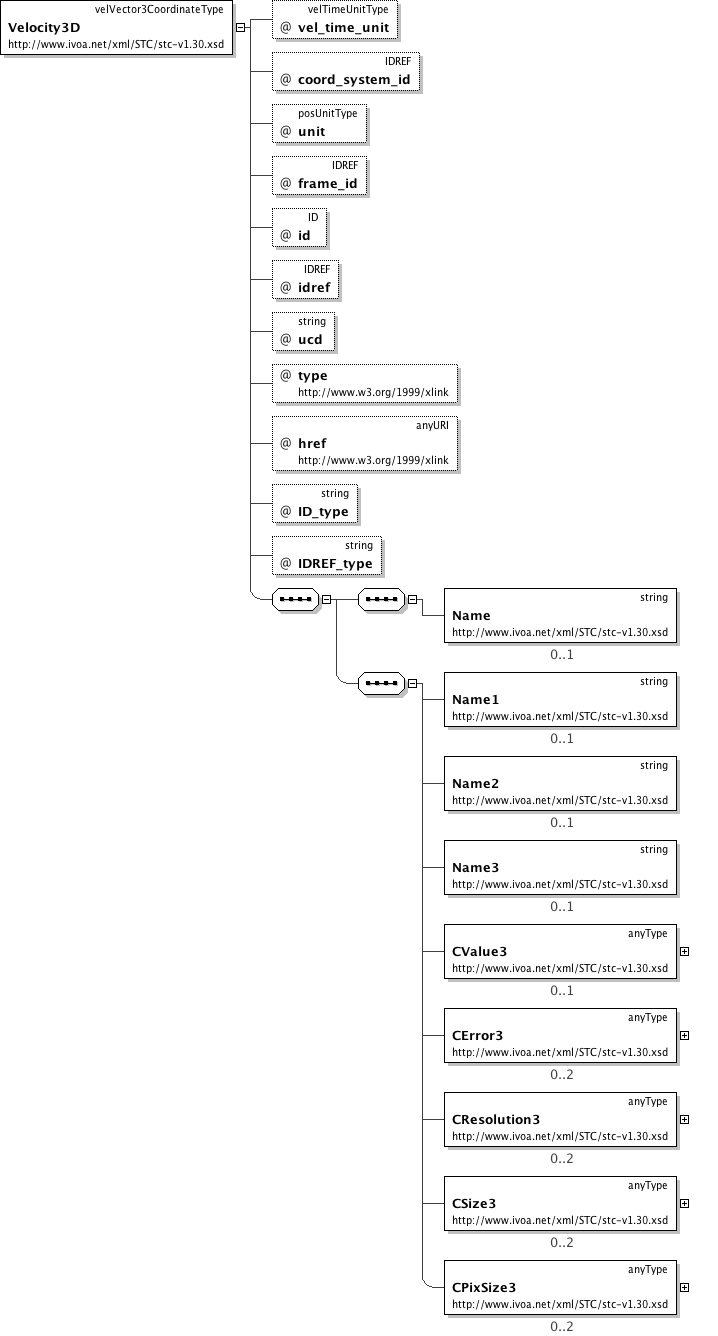 velVector3CoordinateType
Velocity3D
http://www.ivoa.net/xml/STC/stc-v1.30.xsd
velTimeUnitType
@ vel_time_unit
IDREF
@ coord_system_id
posUnitType
@ unit
IDREF
@ frame_id
ID
@ id
IDREF
@ idref
string
@ ucd
@ type
http://www.w3.org/1999/xlink
anyURI
@ href
http://www.w3.org/1999/xlink
string
@ ID_type
string
@ IDREF_type
string
Name
http://www.ivoa.net/xml/STC/stc-v1.30.xsd
0..1
string
Name1
http://www.ivoa.net/xml/STC/stc-v1.30.xsd
0..1
string
Name2
http://www.ivoa.net/xml/STC/stc-v1.30.xsd
0..1
string
Name3
http://www.ivoa.net/xml/STC/stc-v1.30.xsd
0..1
anyType
CValue3
http://www.ivoa.net/xml/STC/stc-v1.30.xsd
0..1
anyType
CError3
http://www.ivoa.net/xml/STC/stc-v1.30.xsd
0..2
anyType
CResolution3
http://www.ivoa.net/xml/STC/stc-v1.30.xsd
0..2
anyType
CSize3
http://www.ivoa.net/xml/STC/stc-v1.30.xsd
0..2
anyType
CPixSize3
http://www.ivoa.net/xml/STC/stc-v1.30.xsd
0..2